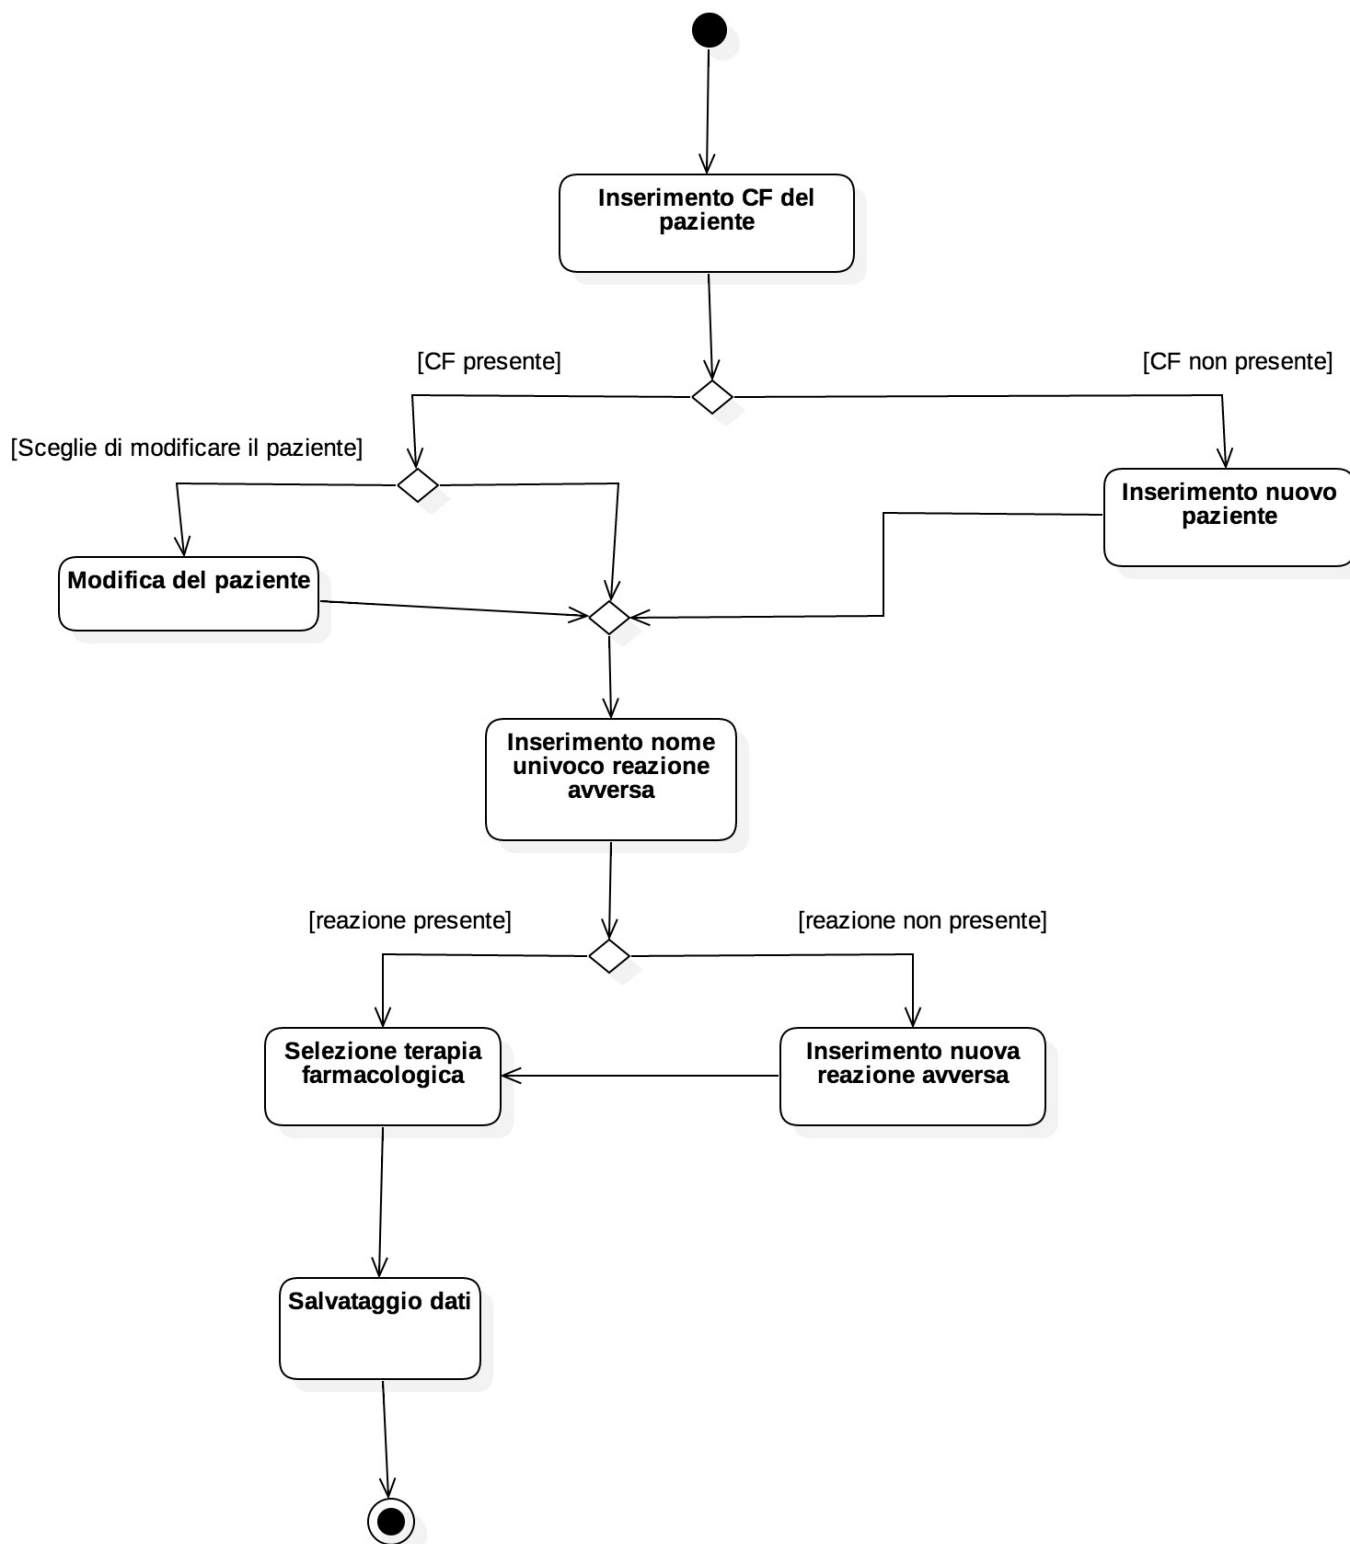 Inserimento CF del
paziente
[CF presente]
[CF non presente]
[Sceglie di modificare il paziente]
Inserimento nuovo
paziente
Modifica del paziente
Inserimento nome
univoco reazione
avversa
[reazione presente]
[reazione non presente]
Selezione terapia
farmacologica
Inserimento nuova
reazione avversa
Salvataggio dati